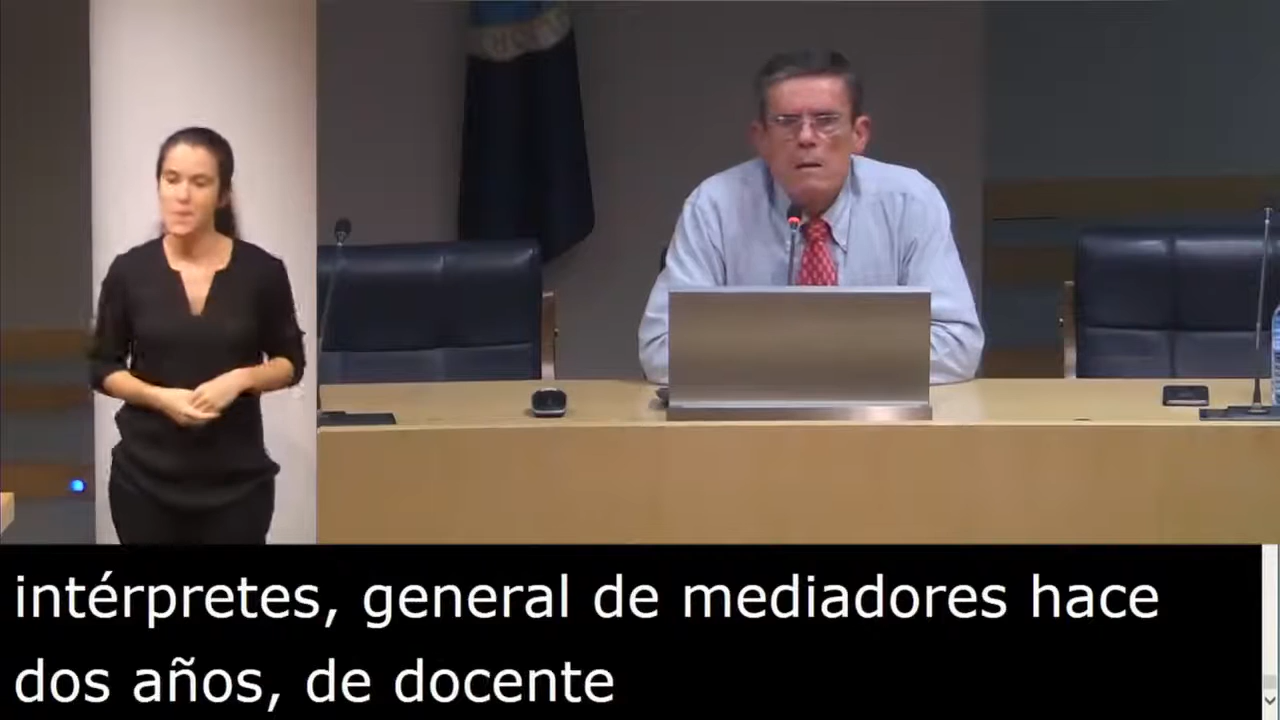 intérpretes, general de mediadores hace
dos años, de docente